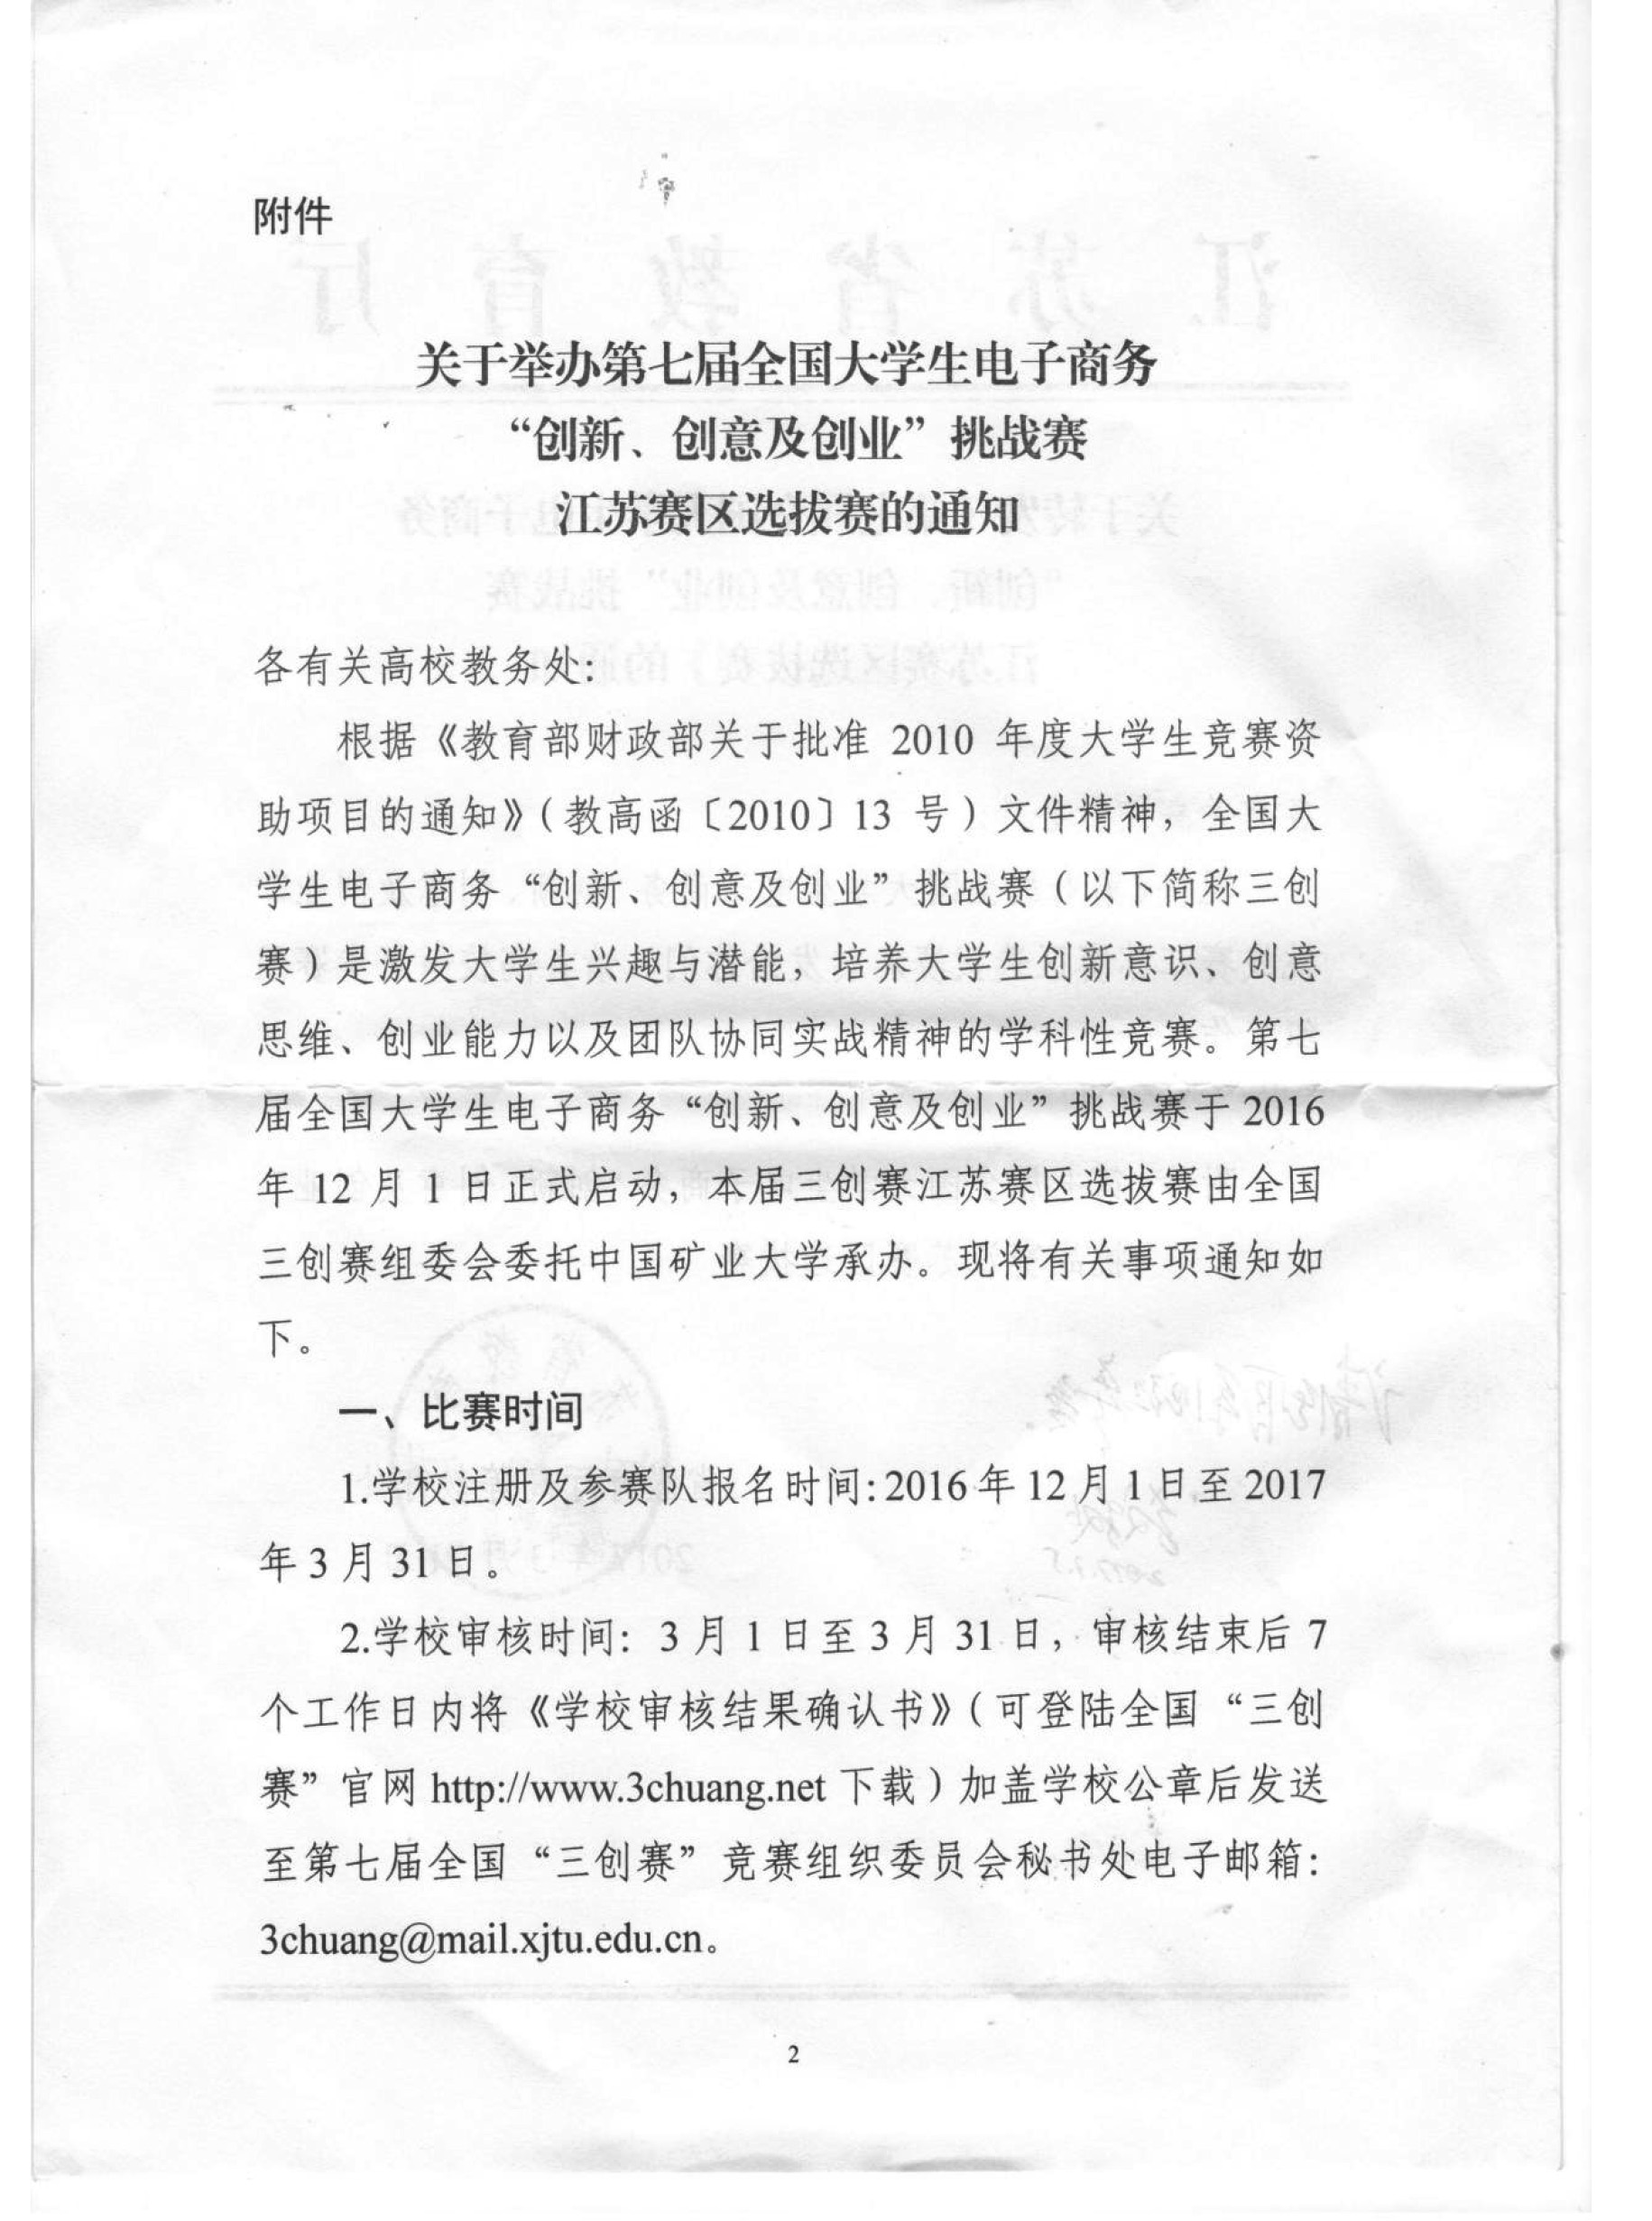 附件
关于举办第七届全国大学生电子商务
“创新、创意及创业”挑战赛
江苏赛区选拔赛的通知
各有关高校教务处:
根据《教育部财政部关于批准 2010 年度大学生竞赛资
助项目的通知》（教高函〔2010〕13 号）文件精神，全国大
学生电子商务“创新、创意及创业”挑战赛（以下简称三创
赛）是激发大学生兴趣与潜能，培养大学生创新意识、创意
思维、创业能力以及团队协同实战精神的学科性竞赛。第七
届全国大学生电子商务“创新、创意及创业”挑战赛于 2016
年 12 月 1 日正式启动，本届三创赛江苏赛区选拔赛由全国
三创赛组委会委托中国矿业大学承办。现将有关事项通知如
下。
一、比赛时间
1.学校注册及参赛队报名时间:2016 年 12 月 1 日至 2017
年 3 月 31 日。
2.学校审核时间：3 月 1 日至 3 月 31 日，审核结束后 7
个工作日内将《学校审核结果确认书》（可登陆全国“三创
赛”官网 http://www.3chuang.net 下载）加盖学校公章后发送
至第七届全国“三创赛”竞赛组织委员会秘书处电子邮箱：
3chuang@mail.xjtu.edu.cn。
2